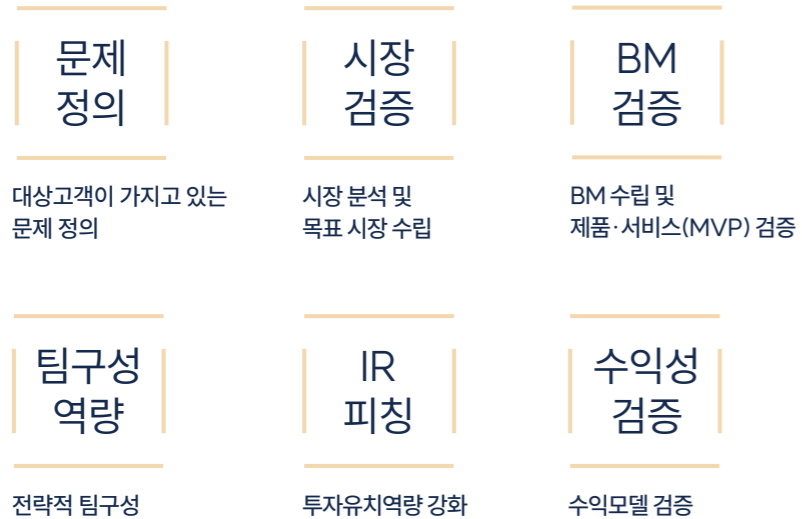 문제
정의
대상고객이 가지고 있는
문제 정의
시장
검증
시장 분석 및
목표 시장 수립
BM
검증
BM 수립 및
제품·서비스(MVP) 검증
팀구성
역량
전략적 팀구성
IR
피칭
투자유치역량 강화
수익성
검증
수익모델 검증